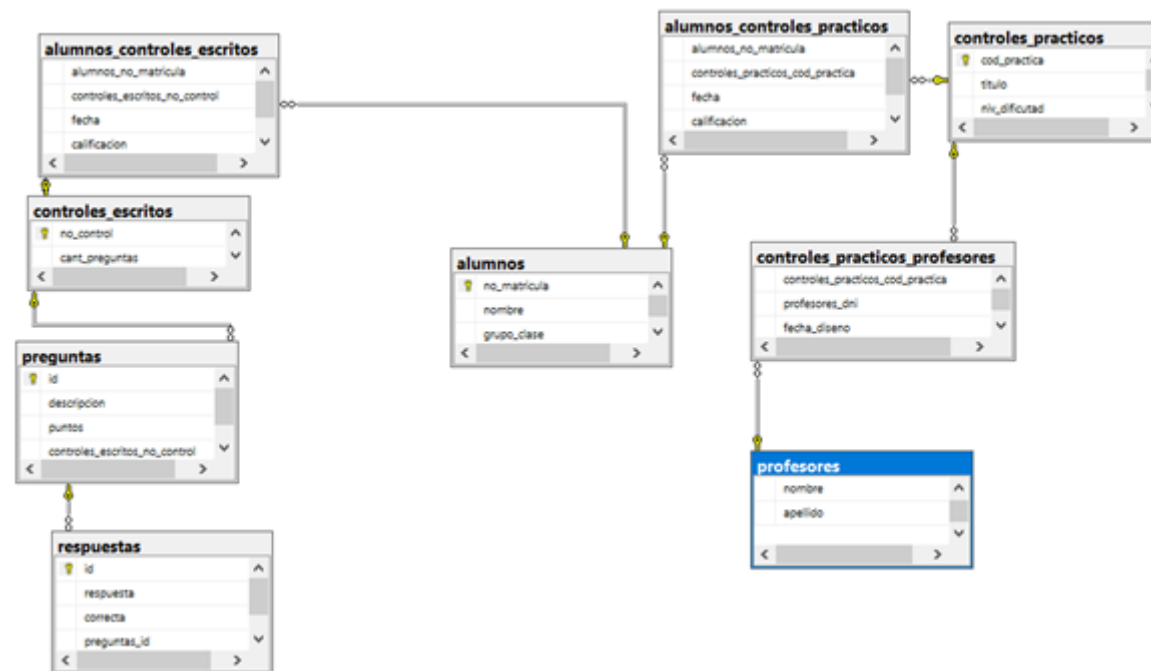 alumnos_controles_escritos
alumnos_no_matricula
controles_escritos_no_control
fecha
calificacion
controles_escritos
no_control
cant_preguntas
preguntas
id
descripcion
puntos
controles_escritos_no_control
respuestas
id
respuesta
correcta
preguntas_id
alumnos
no_matricula
nombre
grupo_clase
alumnos_controles_practicos
alumnos_no_matricula
controles_practicos_cod_practica
fecha
calificacion
controles_practicos
cod_practica
titulo
niv_dificutad
controles_practicos_profesores
controles_practicos_cod_practica
profesores_dni
fecha_diseno
profesores
nombre
apellido